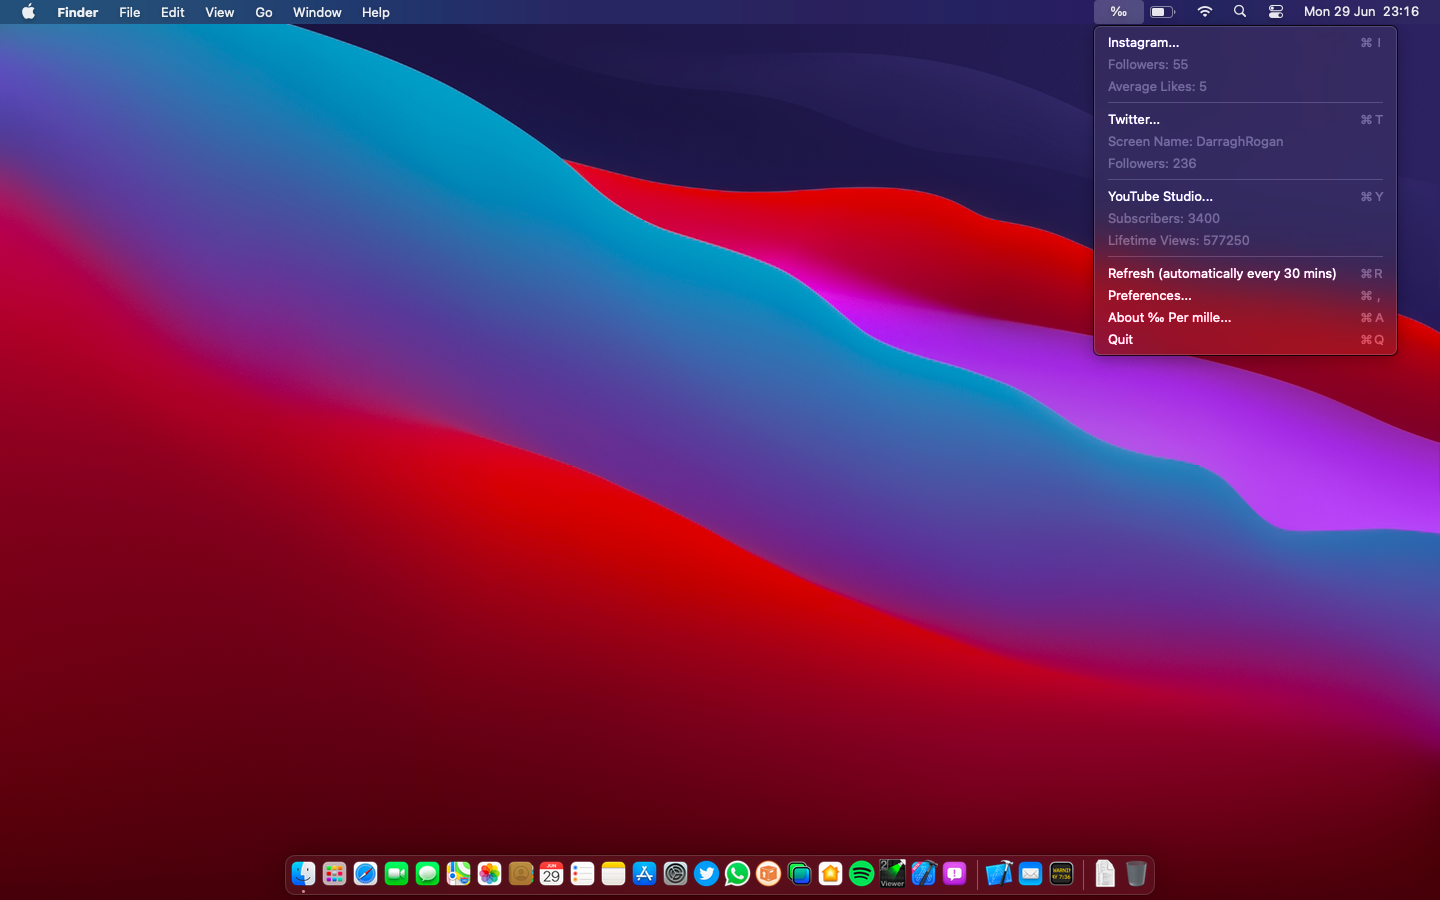 Finder File Edit View Go Window Help ‰ Mon 29 Jun 23:16
Instagram... ⌘ I
Followers: 55
Average Likes: 5
Twitter... ⌘ T
Screen Name: DarraghRogan
Followers: 236
YouTube Studio... ⌘ Y
Subscribers: 3400
Lifetime Views: 577250
Refresh (automatically every 30 mins) ⌘ R
Preferences... ⌘ ,
About ‰ Per mille... ⌘ A
Quit ⌘ Q
JUN
29
2
Viewer